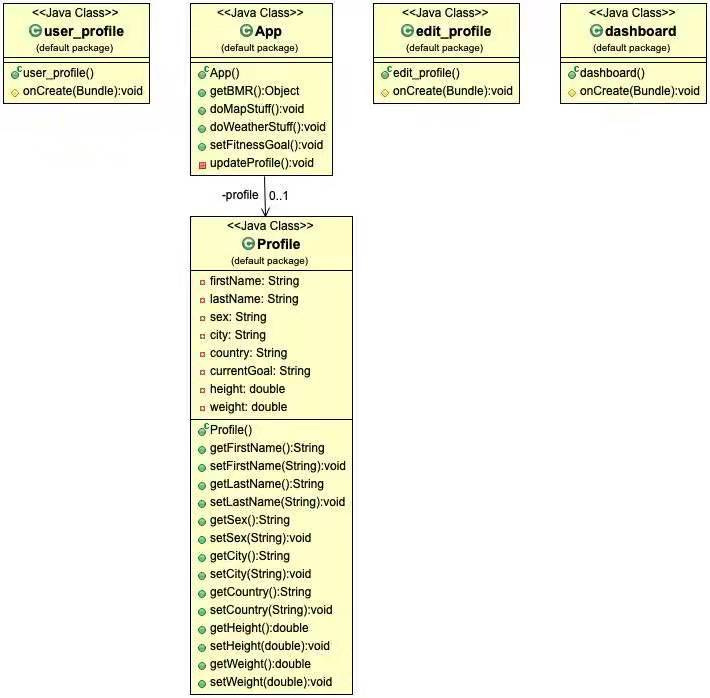 <<Java Class>>
user_profile
(default package)
user_profile()
onCreate(Bundle):void
<<Java Class>>
App
(default package)
App()
getBMR():Object
doMapStuff():void
doWeatherStuff():void
setFitnessGoal():void
updateProfile():void
<<Java Class>>
edit_profile
(default package)
edit_profile()
onCreate(Bundle):void
<<Java Class>>
dashboard
(default package)
dashboard()
onCreate(Bundle):void
-profile 0..1
<<Java Class>>
Profile
(default package)
firstName: String
lastName: String
sex: String
city: String
country: String
currentGoal: String
height: double
weight: double
Profile()
getFirstName():String
setFirstName(String):void
getLastName():String
setLastName(String):void
getSex():String
setSex(String):void
getCity():String
setCity(String):void
getCountry():String
setCountry(String):void
getHeight():double
setHeight(double):void
getWeight():double
setWeight(double):void